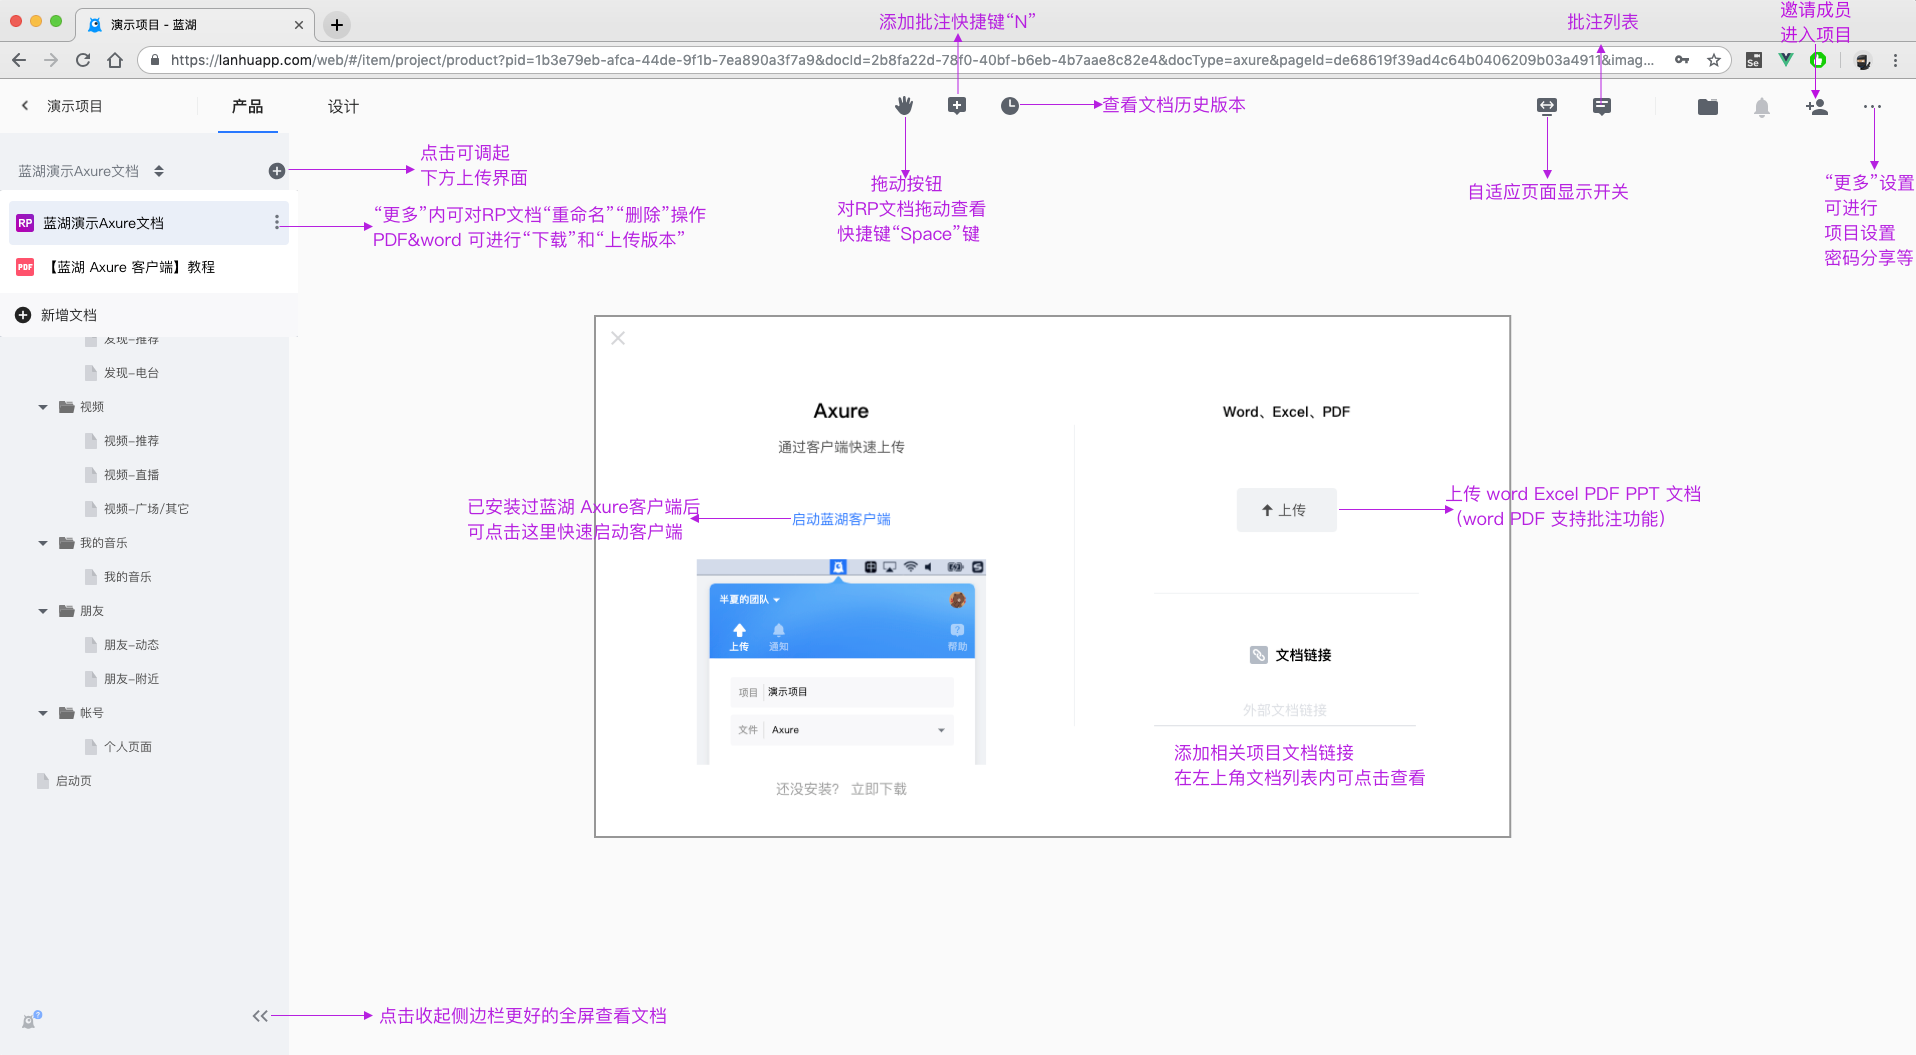 演示项目 - 蓝湖
添加批注快捷键“N”
批注列表
邀请成员
进入项目
https://lanhuapp.com/web/#/item/project/product?pid=1b3e79eb-afca-44de-9f1b-7ea890a3f7a9&docId=2b8fa22d-78f0-40bf-b6eb-4b7aae8c82e4&docType=axure&pageId=de68619f39ad4c64b0406209b03a4911&imag...
Se
演示项目
产品
设计
查看文档历史版本
蓝湖演示Axure文档
点击可调起
下方上传界面
拖动按钮
对RP文档拖动查看
快捷键“Space”键
自适应页面显示开关
“更多”设置
可进行
项目设置
密码分享等
RP 蓝湖演示Axure文档
“更多”内可对RP文档“重命名”“删除”操作
PDF&word 可进行“下载”和“上传版本”
PDF 【蓝湖 Axure 客户端】教程
新增文档
发现-推荐
发现-电台
视频
视频-推荐
视频-直播
视频-广场/其它
我的音乐
我的音乐
朋友
朋友-动态
朋友-附近
帐号
个人页面
启动页
Axure
通过客户端快速上传
已安装过蓝湖 Axure客户端后
可点击这里快速启动客户端
启动蓝湖客户端
半夏的团队
上传
通知
帮助
项目 演示项目
文件 Axure
还没安装? 立即下载
Word、Excel、PDF
上传
上传 word Excel PDF PPT 文档
（word PDF 支持批注功能）
文档链接
外部文档链接
添加相关项目文档链接
在左上角文档列表内可点击查看
点击收起侧边栏更好的全屏查看文档